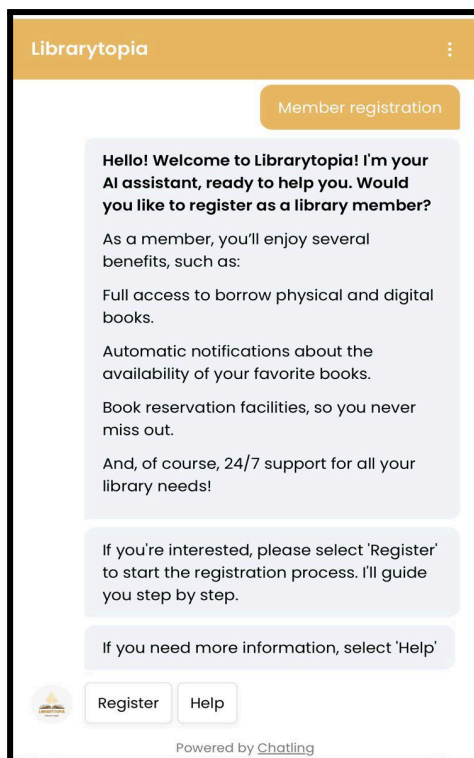 Librarytopia
Member registration
Hello! Welcome to Librarytopia! I'm your
AI assistant, ready to help you. Would
you like to register as a library member?
As a member, you'll enjoy several
benefits, such as:
Full access to borrow physical and digital
books.
Automatic notifications about the
availability of your favorite books.
Book reservation facilities, so you never
miss out.
And, of course, 24/7 support for all your
library needs!
If you're interested, please select 'Register'
to start the registration process. I'll guide
you step by step.
If you need more information, select 'Help'
LIBRARYTOPIA
Register
Help
Powered by Chatling